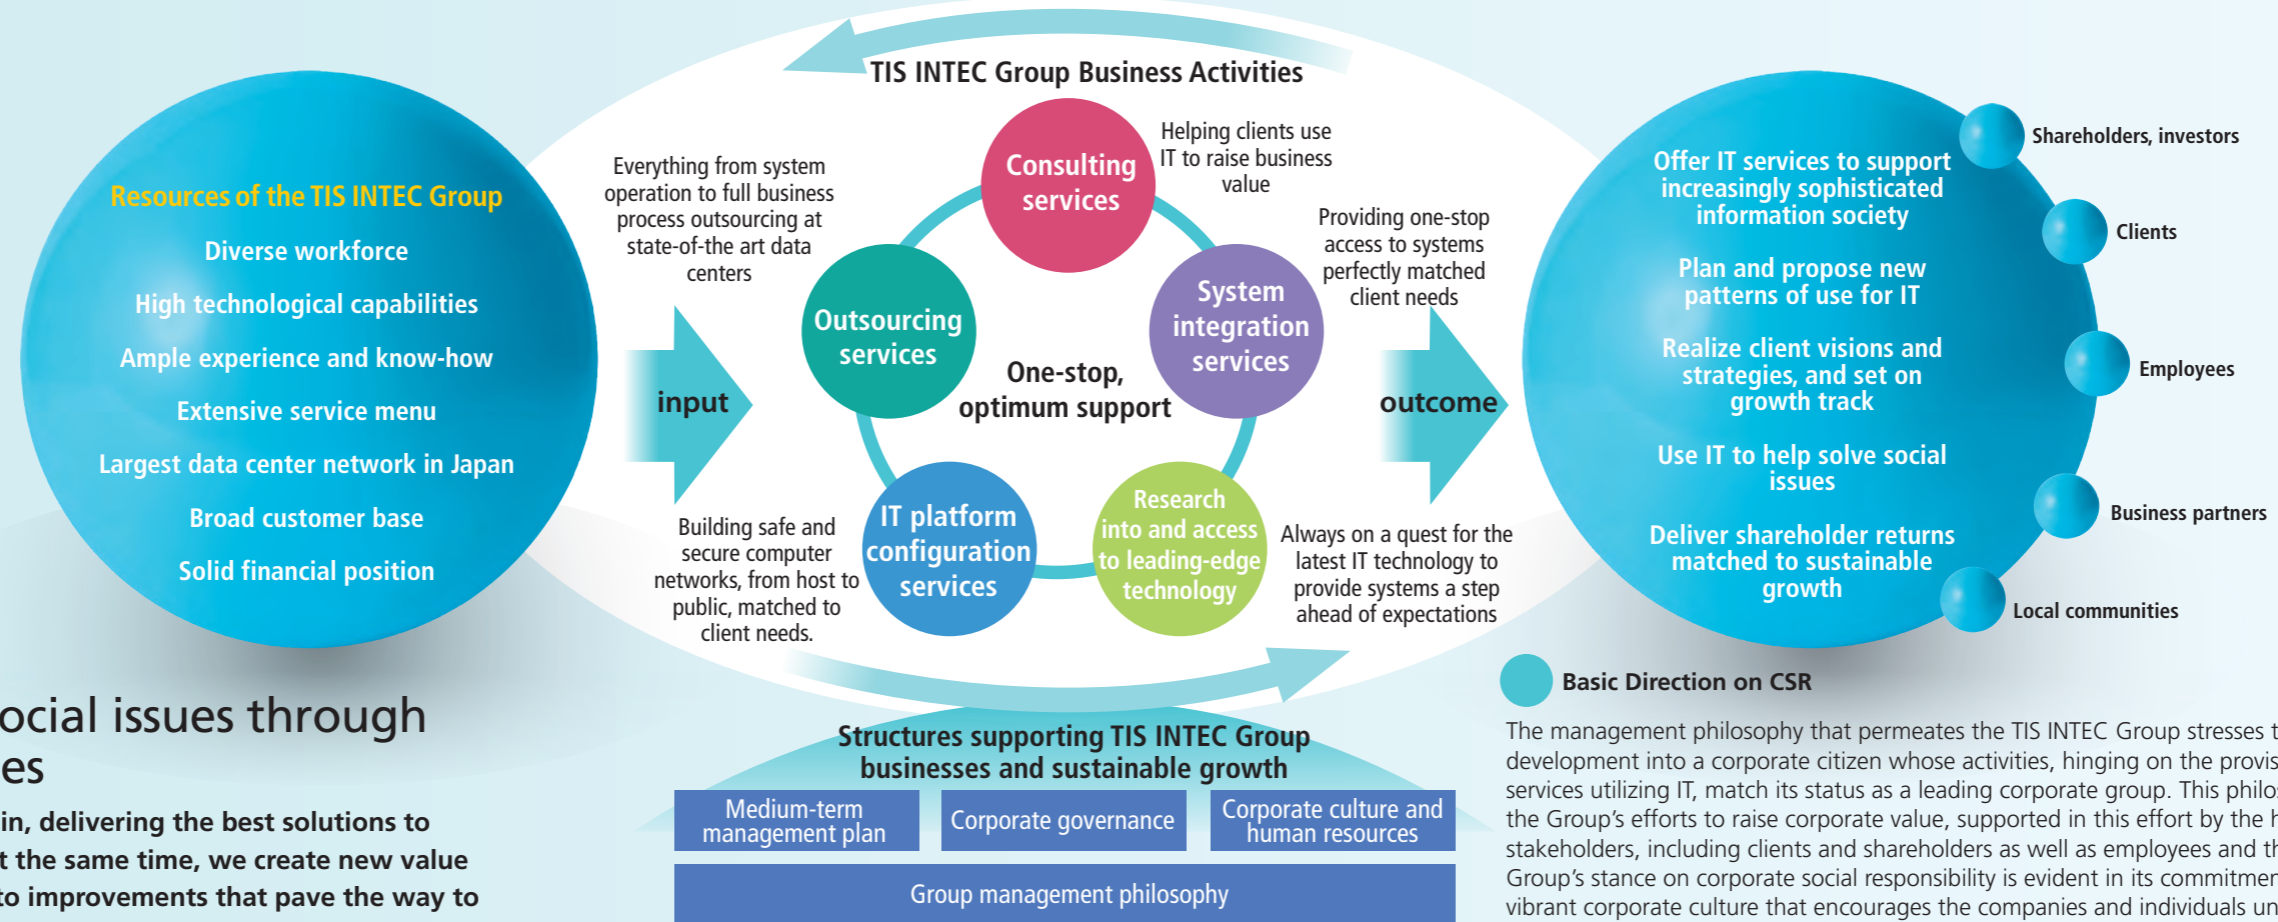 TIS INTEC Group Business Activities
Resources of the TIS INTEC Group
Diverse workforce
High technological capabilities
Ample experience and know-how
Extensive service menu
Largest data center network in Japan
Broad customer base
Solid financial position
Everything from system
operation to full business
process outsourcing at
state-of-the art data
centers
input
Building safe and
secure computer
networks, from host to
public, matched to
client needs.
Consulting
services
Helping clients use
IT to raise business
value
Outsourcing
services
System
integration
services
One-stop,
optimum support
IT platform
configuration
services
Research
into and access
to leading-edge
technology
Providing one-stop
access to systems
perfectly matched
client needs
outcome
Always on a quest for the
latest IT technology to
provide systems a step
ahead of expectations
Offer IT services to support
increasingly sophisticated
information society
Plan and propose new
patterns of use for IT
Realize client visions and
strategies, and set on
growth track
Use IT to help solve social
issues
Deliver shareholder returns
matched to sustainable
growth
Shareholders, investors
Clients
Employees
Business partners
Local communities
ocial issues through
es
in, delivering the best solutions to
t the same time, we create new value
to improvements that pave the way to
Structures supporting TIS INTEC Group
businesses and sustainable growth
Medium-term
management plan
Corporate governance
Corporate culture and
human resources
Group management philosophy
Basic Direction on CSR
The management philosophy that permeates the TIS INTEC Group stresses t
development into a corporate citizen whose activities, hinging on the provis
services utilizing IT, match its status as a leading corporate group. This philos
the Group's efforts to raise corporate value, supported in this effort by the h
stakeholders, including clients and shareholders as well as employees and th
Group's stance on corporate social responsibility is evident in its commitmen
vibrant corporate culture that encourages the companies and individuals un